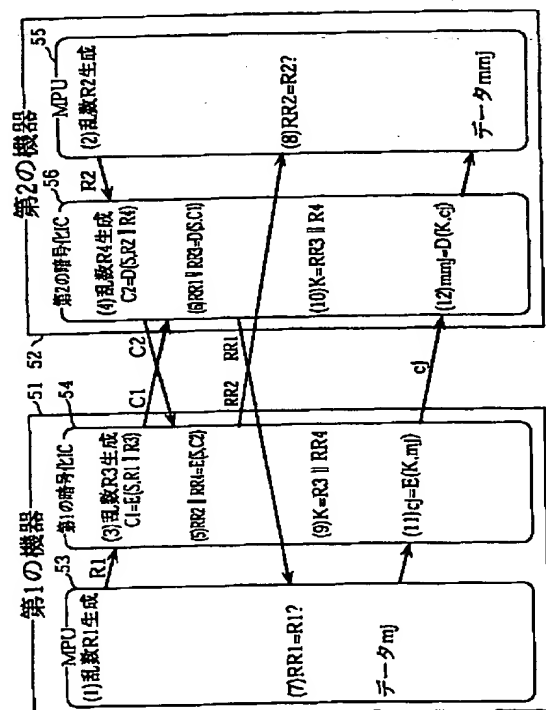 第1の機器
51
MPU
53
(1)乱数R1生成
(7)RR1=R1?
データmj
R1
第1の暗号化IC
54
(3)乱数R3生成
C1=E(S,R1‖R3)
(5)RR2‖RR4=E(S,C2)
(9)K=R3‖RR4
(11)cj=E(K,mj)
C1
C2
RR2
RR1
cj
第2の機器
52
第2の暗号化IC
56
(4)乱数R4生成
C2=D(S,R2‖R4)
(6)RR1‖RR3=D(S,C1)
(10)K=RR3‖R4
(12)mmj=D(K,cj)
R2
MPU
55
(2)乱数R2生成
(8)RR2=R2?
データmmj